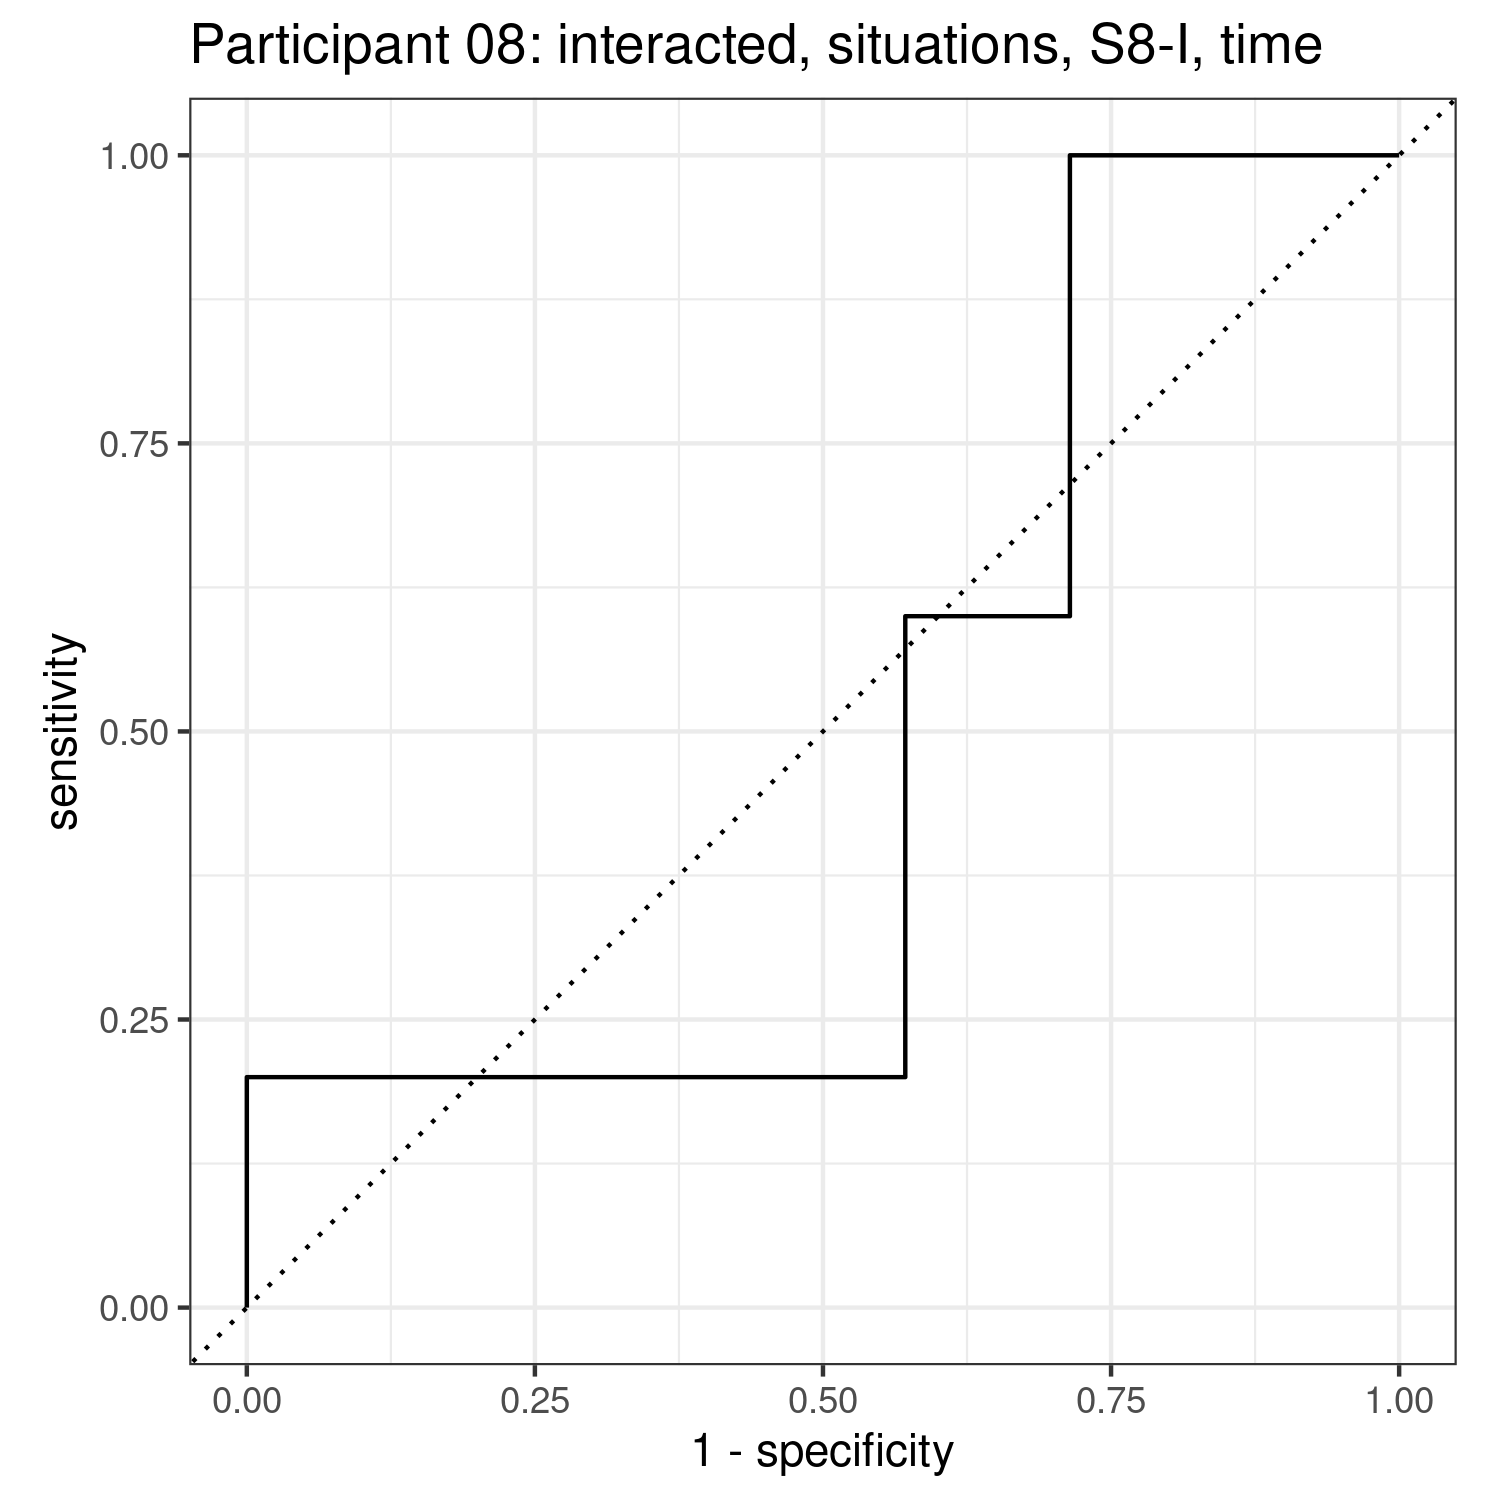 Participant 08: interacted, situations, S8-I, time
1.00
0.75
0.50
0.25
0.00
sensitivity
0.00 0.25 0.50 0.75 1.00
1 - specificity